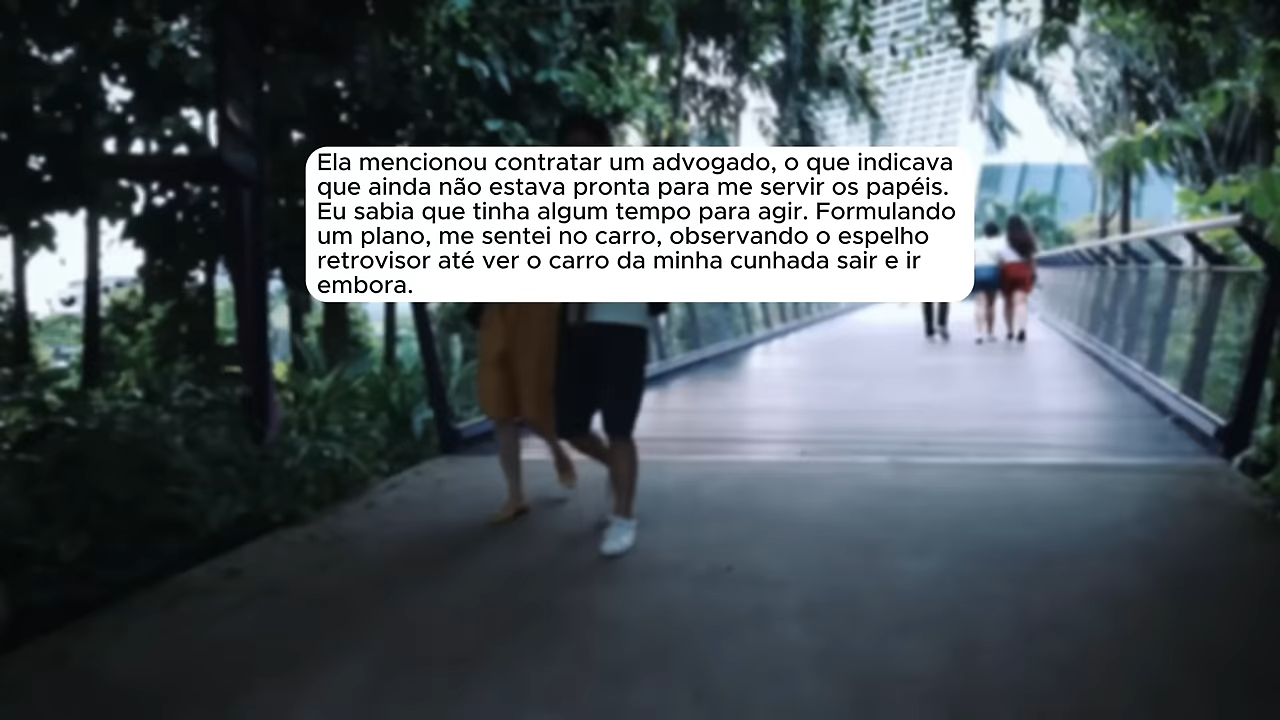 Ela mencionou contratar um advogado, o que indicava
que ainda não estava pronta para me servir os papéis.
Eu sabia que tinha algum tempo para agir. Formulando
um plano, me sentei no carro, observando o espelho
retrovisor até ver o carro da minha cunhada sair e ir
embora.